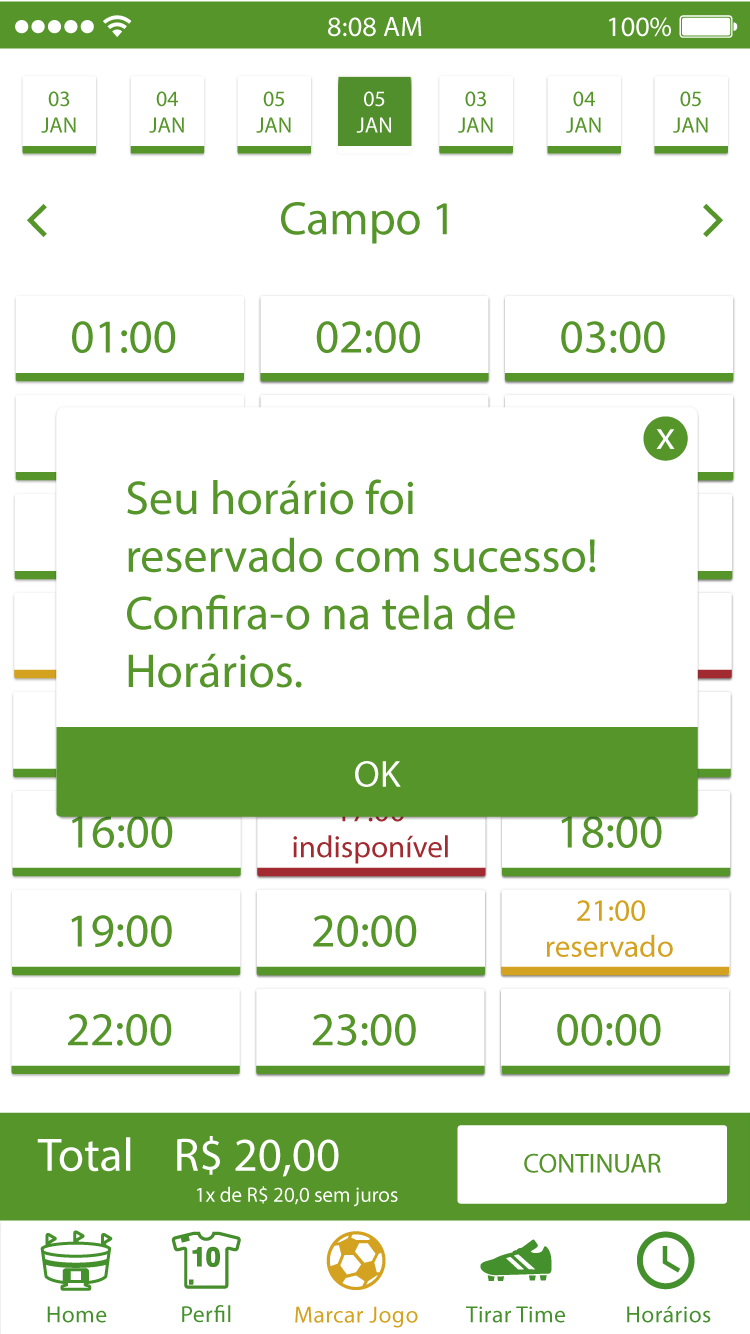 8:08 AM 100%
03 04 05 05 03 04 05
JAN JAN JAN JAN JAN JAN JAN
Campo 1
01:00 02:00 03:00
X
Seu horário foi
reservado com sucesso!
Confira-o na tela de
Horários.
OK
16:00 17:00 18:00
indisponível
19:00 20:00 21:00
reservado
22:00 23:00 00:00
Total R$ 20,00 CONTINUAR
1x de R$ 20,0 sem juros
10
Home Perfil Marcar Jogo Tirar Time Horários